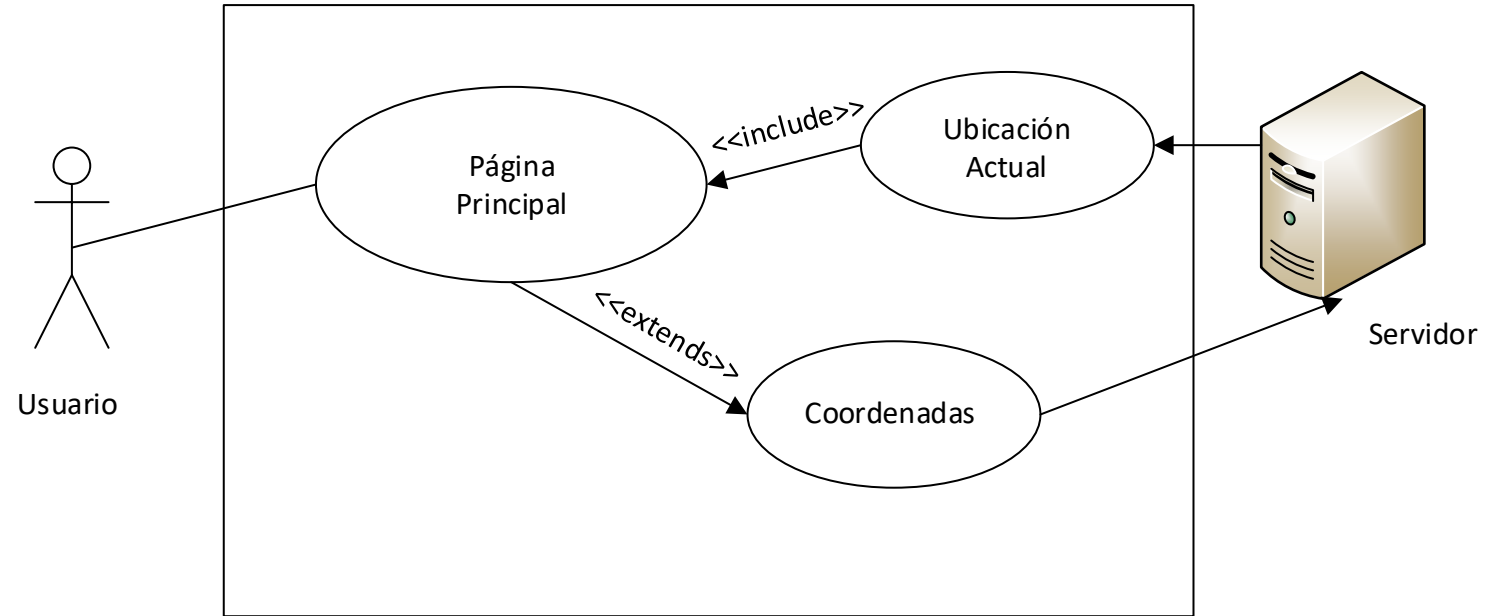 Ubicación
Actual
<<include>>
Página
Principal
<<extends>>
Servidor
Usuario
Coordenadas